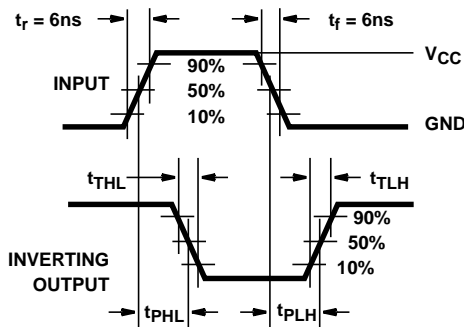 tr = 6ns
tf = 6ns
VCC
90%
INPUT
50%
10%
GND
tTHL
tTLH
90%
50%
INVERTING
OUTPUT
10%
tPHL
tPLH